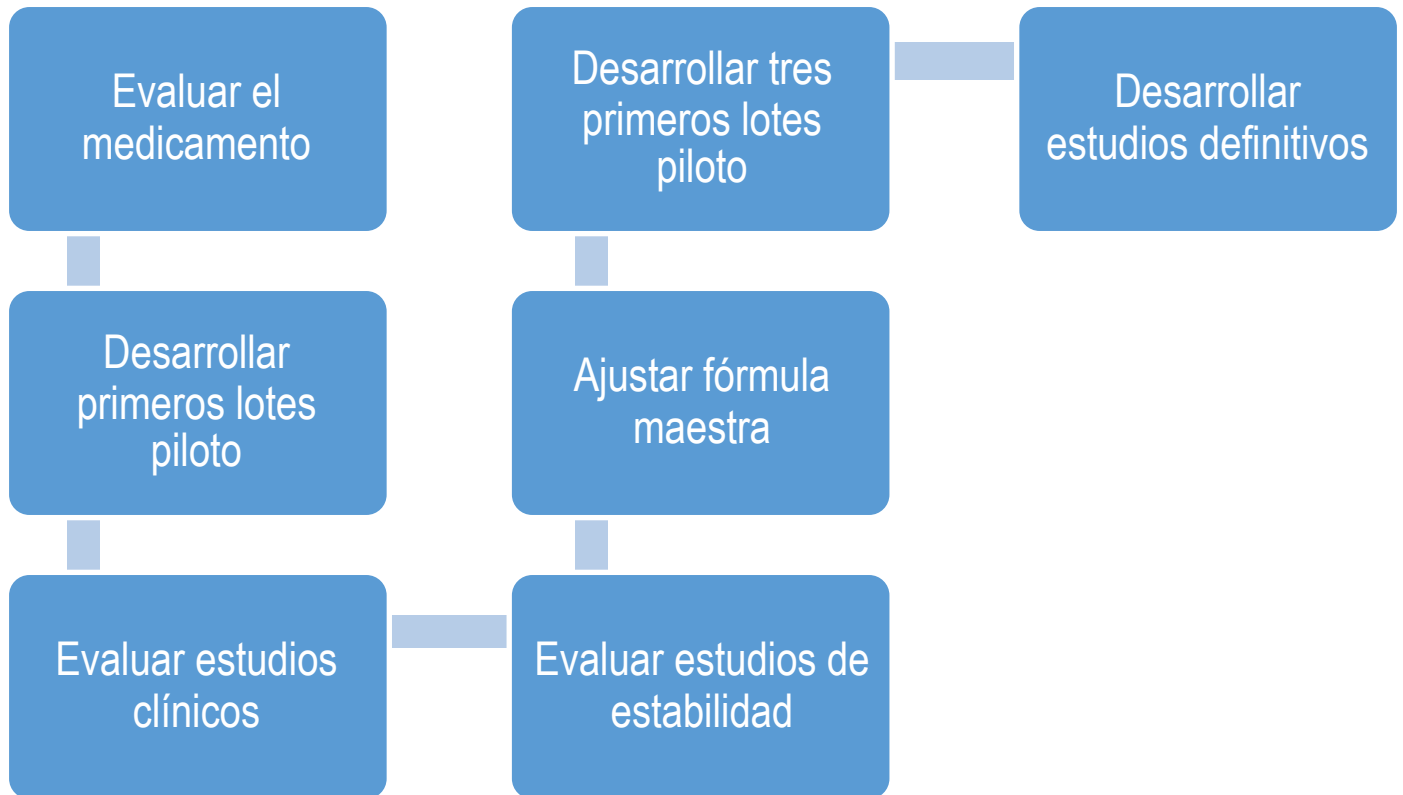 Evaluar el
medicamento
Desarrollar
primeros lotes
piloto
Evaluar estudios
clínicos
Evaluar estudios de
estabilidad
Ajustar fórmula
maestra
Desarrollar tres
primeros lotes
piloto
Desarrollar
estudios definitivos